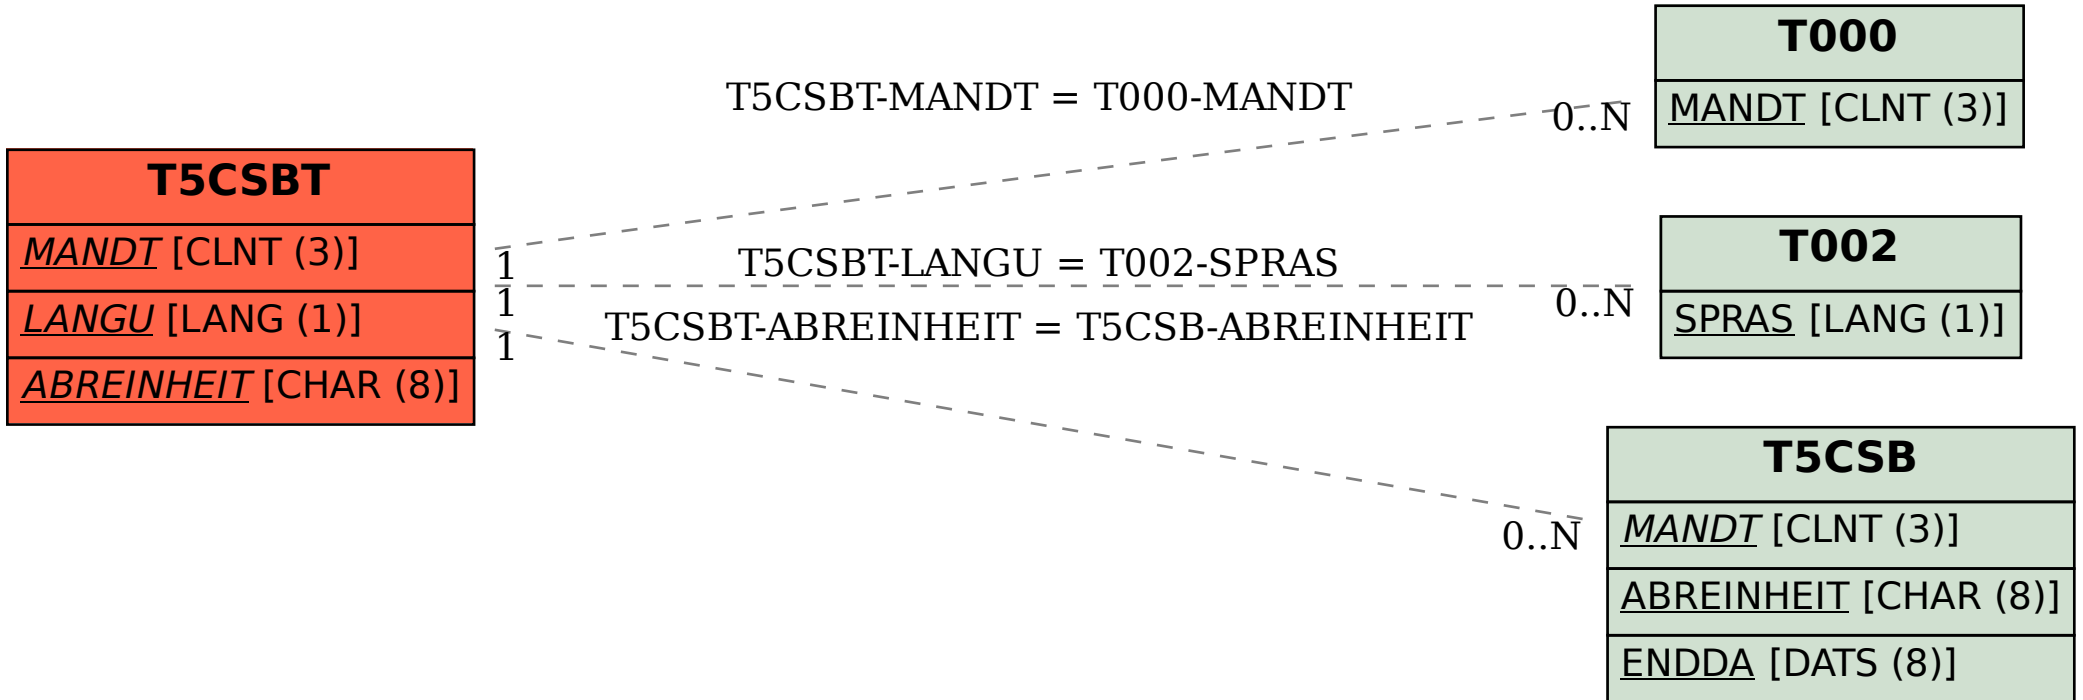 T5CSBT
MANDT [CLNT (3)]
LANGU [LANG (1)]
ABREINHEIT [CHAR (8)]
T5CSBT-MANDT = T000-MANDT
1
0..N
T5CSBT-LANGU = T002-SPRAS
1
0..N
T5CSBT-ABREINHEIT = T5CSB-ABREINHEIT
1
0..N
T000
MANDT [CLNT (3)]
T002
SPRAS [LANG (1)]
T5CSB
MANDT [CLNT (3)]
ABREINHEIT [CHAR (8)]
ENDDA [DATS (8)]